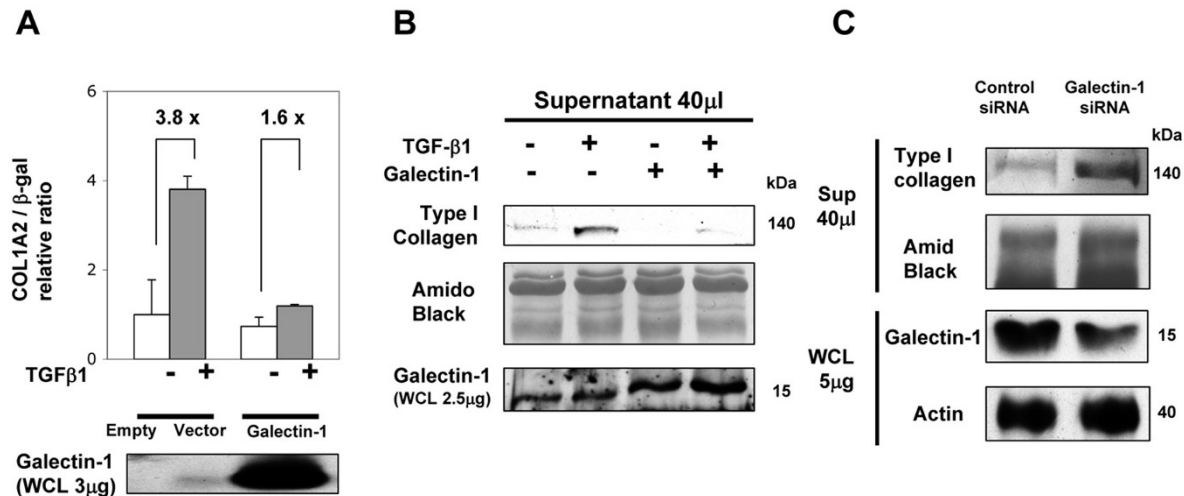 A
6
4
2
0
COL1A2 / β-gal
relative ratio
3.8 x
1.6 x
TGFβ1
- + - +
Empty Vector Galectin-1
Galectin-1
(WCL 3µg)
B
Supernatant 40µl
TGF-β1 - + - +
Galectin-1 - - + +
kDa
Type I
Collagen
140
Amido
Black
Galectin-1
(WCL 2.5µg)
15
C
Control
siRNA
Galectin-1
siRNA
kDa
Sup
40µl
Type I
collagen
140
Amid
Black
WCL
5µg
Galectin-1
15
Actin
40